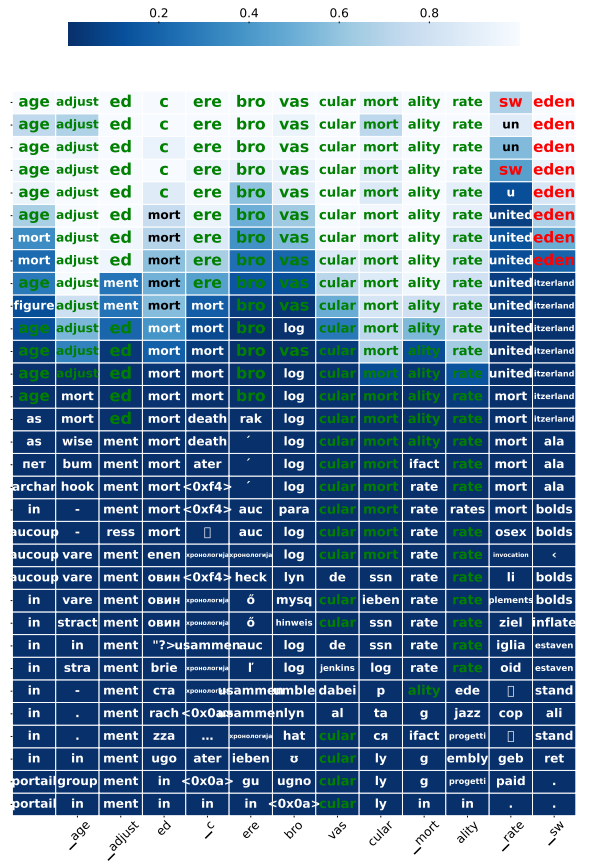 0.2 0.4 0.6 0.8
age adjust ed c ere bro vas cular mort ality rate sw eden
age adjust ed c ere bro vas cular mort ality rate un eden
age adjust ed c ere bro vas cular mort ality rate un eden
age adjust ed c ere bro vas cular mort ality rate sw eden
age adjust ed c ere bro vas cular mort ality rate u eden
age adjust ed mort ere bro vas cular mort ality rate united eden
mort adjust ed mort ere bro vas cular mort ality rate united eden
mort adjust ed mort ere bro vas cular mort ality rate united eden
age adjust ment mort ere bro vas cular mort ality rate united itzerland
figure adjust ment mort mort bro vas cular mort ality rate united itzerland
age adjust ed mort mort bro log cular mort ality rate united itzerland
age adjust ed mort mort bro vas cular mort ality rate united itzerland
age adjust ed mort mort bro log cular mort ality rate united itzerland
age mort ed mort mort bro log cular mort ality rate mort itzerland
as mort ed mort death rak log cular mort ality rate mort itzerland
as wise ment mort death ´ log cular mort ality rate mort ala
пет bum ment mort ater ´ log cular mort ifact rate mort ala
archar hook ment mort <0xf4> ´ log cular mort rate rate mort ala
in - ment mort <0xf4> auc para cular mort rate rates mort bolds
aucoup - ress mort auc log cular mort rate rate osex bolds
aucoup vare ment enen хронологија хронологија log cular mort rate rate invocation ‹
aucoup vare ment овин <0xf4> heck lyn de ssn rate rate li bolds
in vare ment овин хронологија ő mysq cular ieben rate rate plements bolds
in stract ment овин хронологија ő hinweis cular ssn rate rate ziel inflate
in in ment "?> usammen auc log de ssn rate rate iglia estaven
in stra ment brie хронологија ľ log jenkins log rate rate oid estaven
in - ment ста хронологија usammen umble dabei p ality ede stand
in . ment rach <0x0a> usammen lyn al ta g jazz cop ali
in . ment zza ... хронологија hat cular ся ifact progetti stand
in in ment ugo ater ieben ʊ cular ly g embly geb ret
portail group ment in <0x0a> gu ugno cular ly g progetti paid .
portail in ment in in in <0x0a> cular ly in in . .
_age _adjust ed _c ere bro vas cular _mort ality _rate _sw